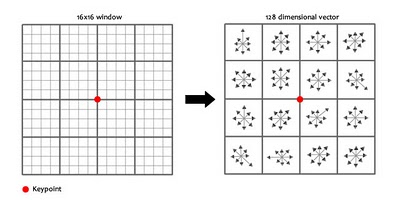 16x16 window
128 dimensional vector
Keypoint